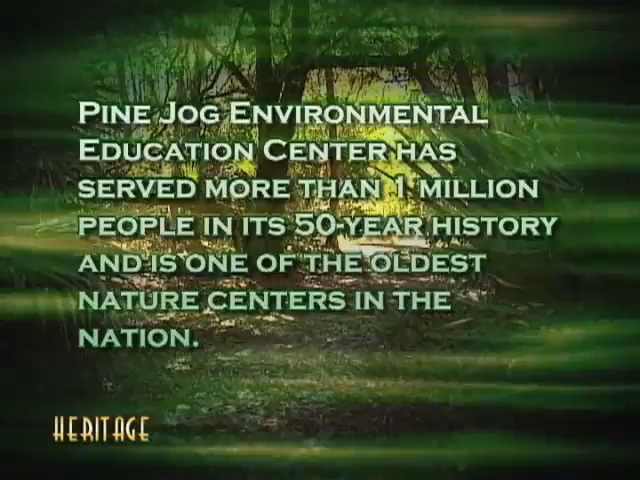 Pine Jog Environmental
Education Center has
served more than 1 million
people in its 50-year history
and is one of the oldest
nature centers in the
nation.
HERITAGE